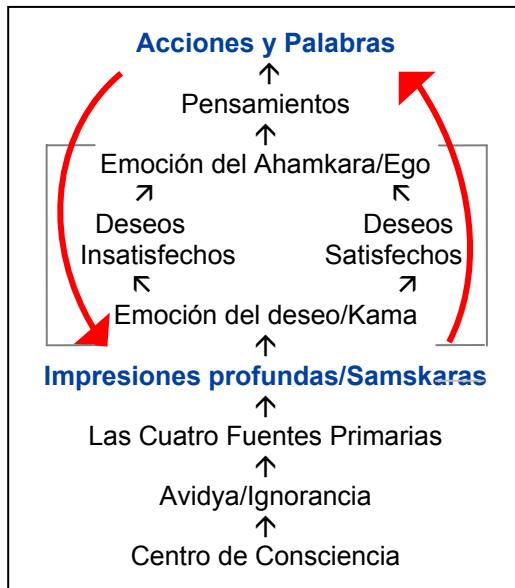 Acciones y Palabras
↑
Pensamientos
↑
Emoción del Ahamkara/Ego
↗ ↖
Deseos Deseos
Insatisfechos Satisfechos
↖ ↗
Emoción del deseo/Kama
↑
Impresiones profundas/Samskaras
↑
Las Cuatro Fuentes Primarias
↑
Avidya/Ignorancia
↑
Centro de Consciencia